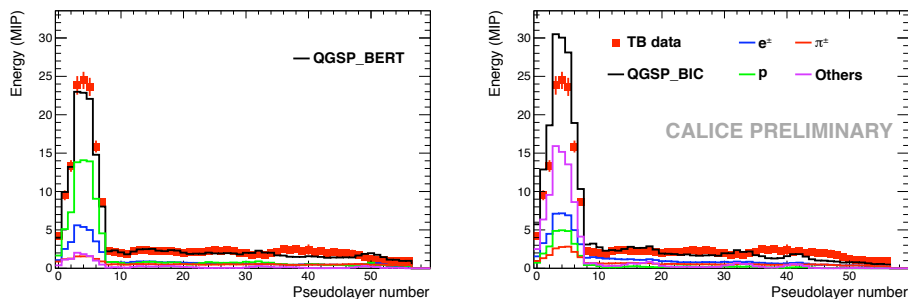 Energy (MIP)
30
25
20
15
10
5
0
0 10 20 30 40 50
Pseudolayer number
QGSP_BERT
Energy (MIP)
30
25
20
15
10
5
0
0 10 20 30 40 50
Pseudolayer number
TB data e± π±
QGSP_BIC p Others
CALICE PRELIMINARY